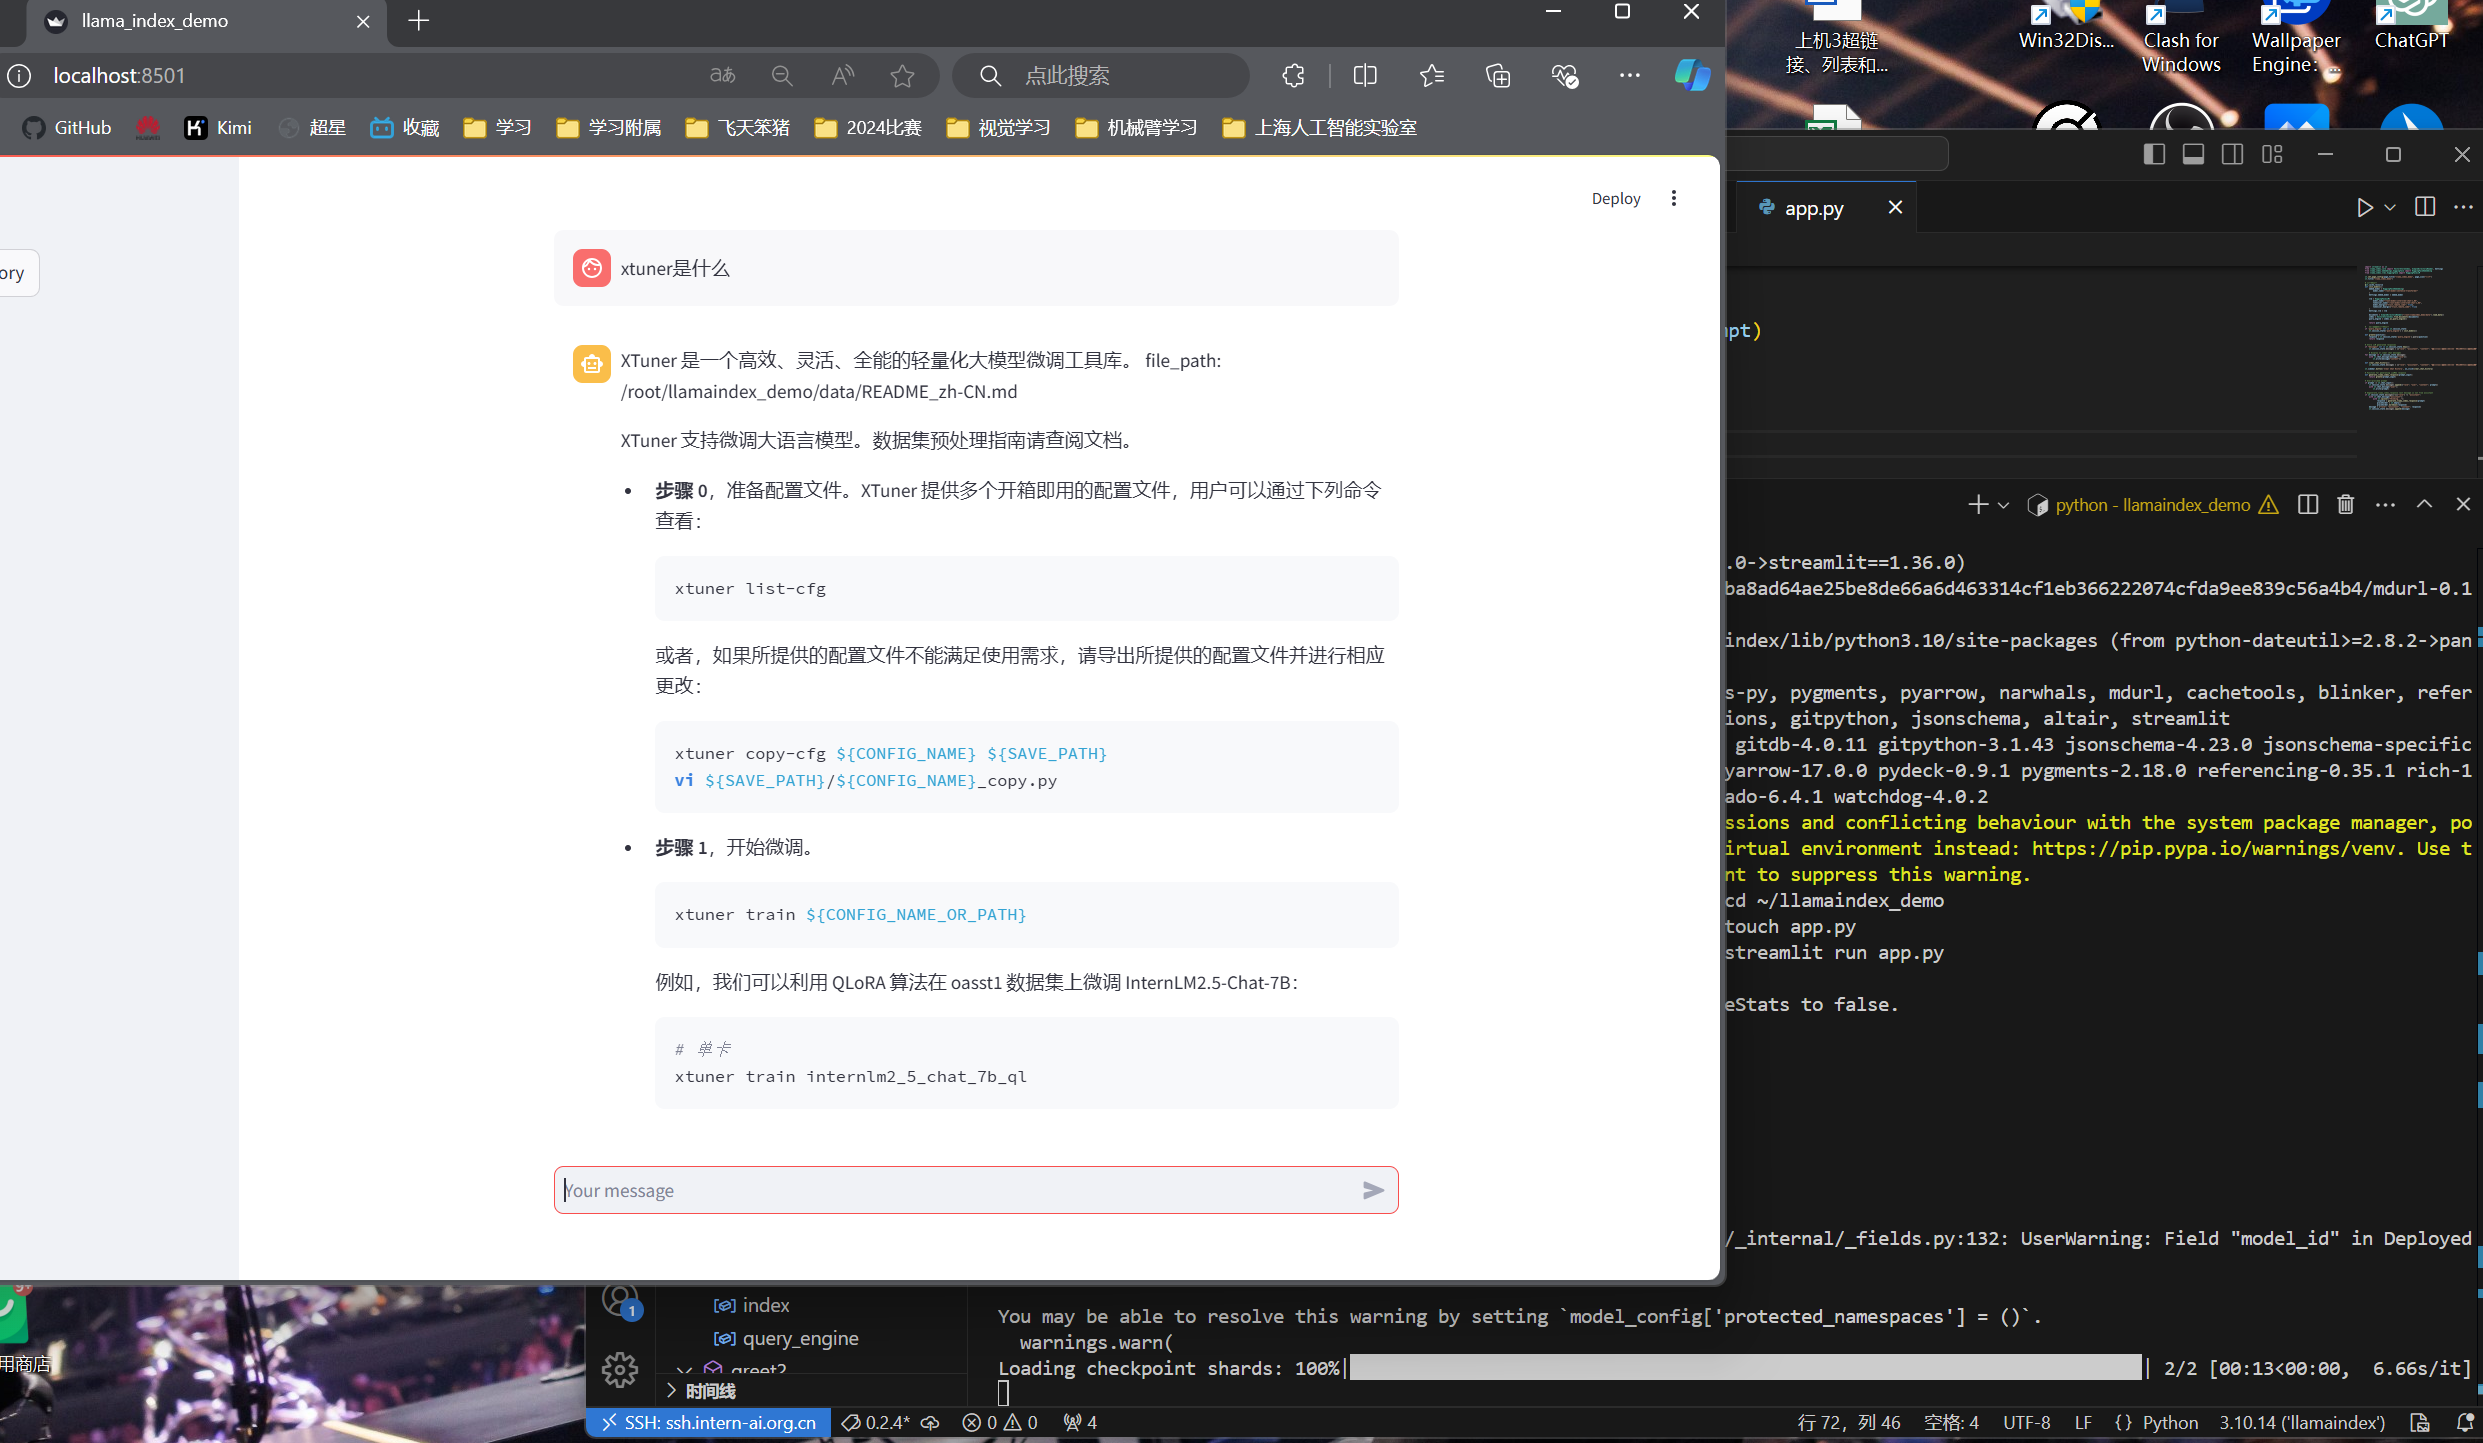 llama_index_demo
localhost:8501
点此搜索
GitHub
Kimi
超星
收藏
学习
学习附属
飞天笨猪
2024比赛
视觉学习
机械臂学习
上海人工智能实验室
Deploy
ory
xtuner是什么
XTuner 是一个高效、灵活、全能的轻量化大模型微调工具库。 file_path:
/root/llamaindex_demo/data/README_zh-CN.md
XTuner 支持微调大语言模型。数据集预处理指南请查阅文档。
• 步骤 0，准备配置文件。XTuner 提供多个开箱即用的配置文件，用户可以通过下列命令
查看：
xtuner list-cfg
或者，如果所提供的配置文件不能满足使用需求，请导出所提供的配置文件并进行相应
更改：
xtuner copy-cfg ${CONFIG_NAME} ${SAVE_PATH}
vi ${SAVE_PATH}/${CONFIG_NAME}_copy.py
• 步骤 1，开始微调。
xtuner train ${CONFIG_NAME_OR_PATH}
例如，我们可以利用 QLoRA 算法在 oasst1 数据集上微调 InternLM2.5-Chat-7B：
# 单卡
xtuner train internlm2_5_chat_7b_ql
Your message
上机3超链
接、列表和...
Win32Dis...
Clash for
Windows
Wallpaper
Engine：...
ChatGPT
app.py
pt)
python - llamaindex_demo
.0->streamlit==1.36.0)
ba8ad64ae25be8de66a6d463314cf1eb366222074cfda9ee839c56a4b4/mdurl-0.1
index/lib/python3.10/site-packages (from python-dateutil>=2.8.2->pan
s-py, pygments, pyarrow, narwhals, mdurl, cachetools, blinker, refer
ions, gitpython, jsonschema, altair, streamlit
gitdb-4.0.11 gitpython-3.1.43 jsonschema-4.23.0 jsonschema-specific
yarrow-17.0.0 pydeck-0.9.1 pygments-2.18.0 referencing-0.35.1 rich-1
ado-6.4.1 watchdog-4.0.2
ssions and conflicting behaviour with the system package manager, po
irtual environment instead: https://pip.pypa.io/warnings/venv. Use t
nt to suppress this warning.
cd ~/llamaindex_demo
touch app.py
streamlit run app.py
eStats to false.
/_internal/_fields.py:132: UserWarning: Field "model_id" in Deployed
You may be able to resolve this warning by setting `model_config['protected_namespaces'] = ()`.
warnings.warn(
Loading checkpoint shards: 100%| | 2/2 [00:13<00:00, 6.66s/it]
9+
用商店
1
index
query_engine
greet2
时间线
SSH: ssh.intern-ai.org.cn
0.2.4*
0
0
4
行 72，列 46
空格: 4
UTF-8
LF
{ } Python
3.10.14 ('llamaindex')